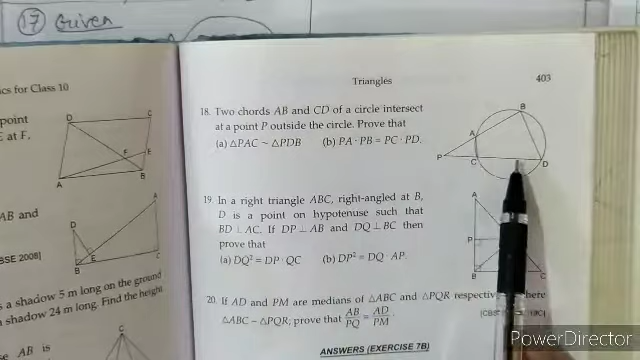 17 Given
cs for Class 10
Triangles
403
point
E at F.
D
C
F
E
A
B
18. Two chords AB and CD of a circle intersect
at a point P outside the circle. Prove that
(a) △PAC ~ △PDB (b) PA · PB = PC · PD.
B
A
P
C
D
AB and
BSE 2008]
D
A
B
E
C
19. In a right triangle ABC, right-angled at B,
D is a point on hypotenuse such that
BD ⊥ AC. If DP ⊥ AB and DQ ⊥ BC then
prove that
(a) DQ² = DP · QC (b) DP² = DQ · AP.
A
P
B
C
s a shadow 5 m long on the ground
shadow 24 m long. Find the height
20. If AD and PM are medians of △ABC and △PQR
△ABC ~ △PQR; prove that AB/PQ = AD/PM.
[CBS
ANSWERS (EXERCISE 7B)
se AB is
C
PowerDirector